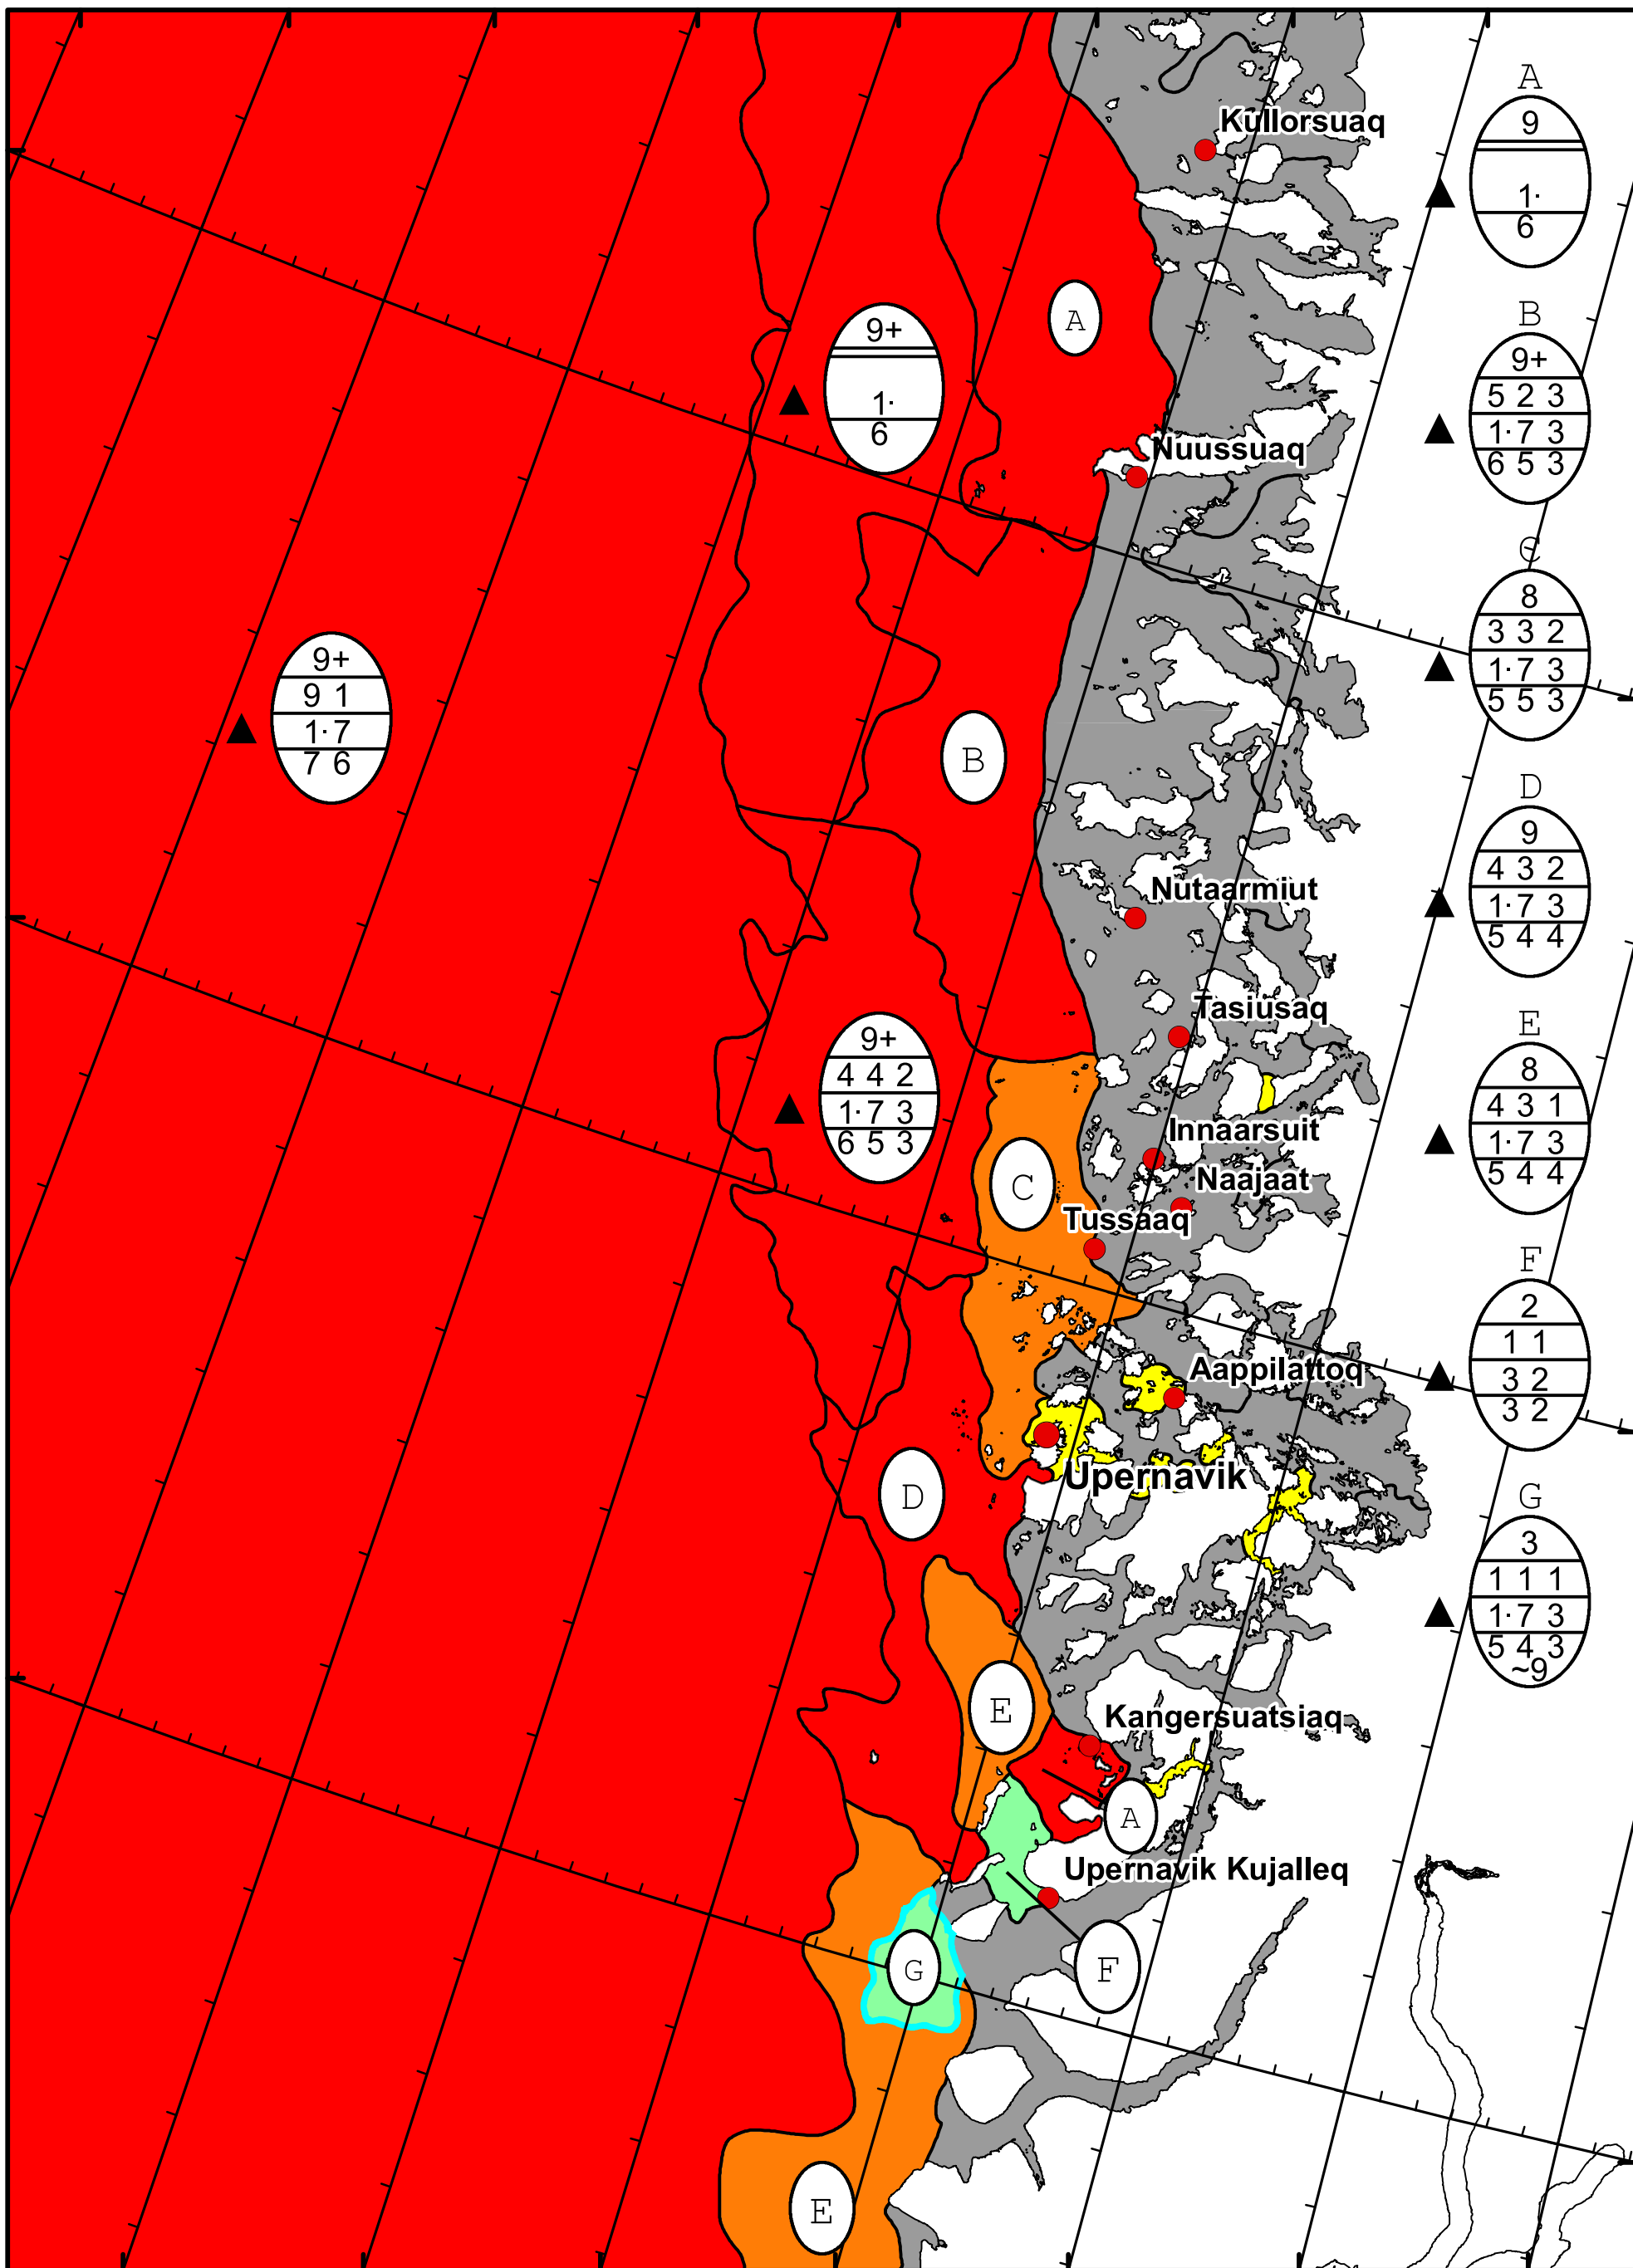 Kullorsuaq
A
9
1·
6
9+
1·
6
A
B
9+
5 2 3
1·7 3
6 5 3
Nuussuaq
C
8
3 3 2
1·7 3
5 5 3
9+
9 1
1·7
7 6
B
D
9
4 3 2
1·7 3
5 4 4
Nutaarmiut
Tasiusaq
9+
4 4 2
1·7 3
6 5 3
E
8
4 3 1
1·7 3
5 4 4
Innaarsuit
C
Naajaat
Tussaaq
F
2
1 1
3 2
3 2
Aappilattoq
Upernavik
D
G
3
1 1 1
1·7 3
5 4 3
~9
E
Kangersuatsiaq
A
Upernavik Kujalleq
G
F
E